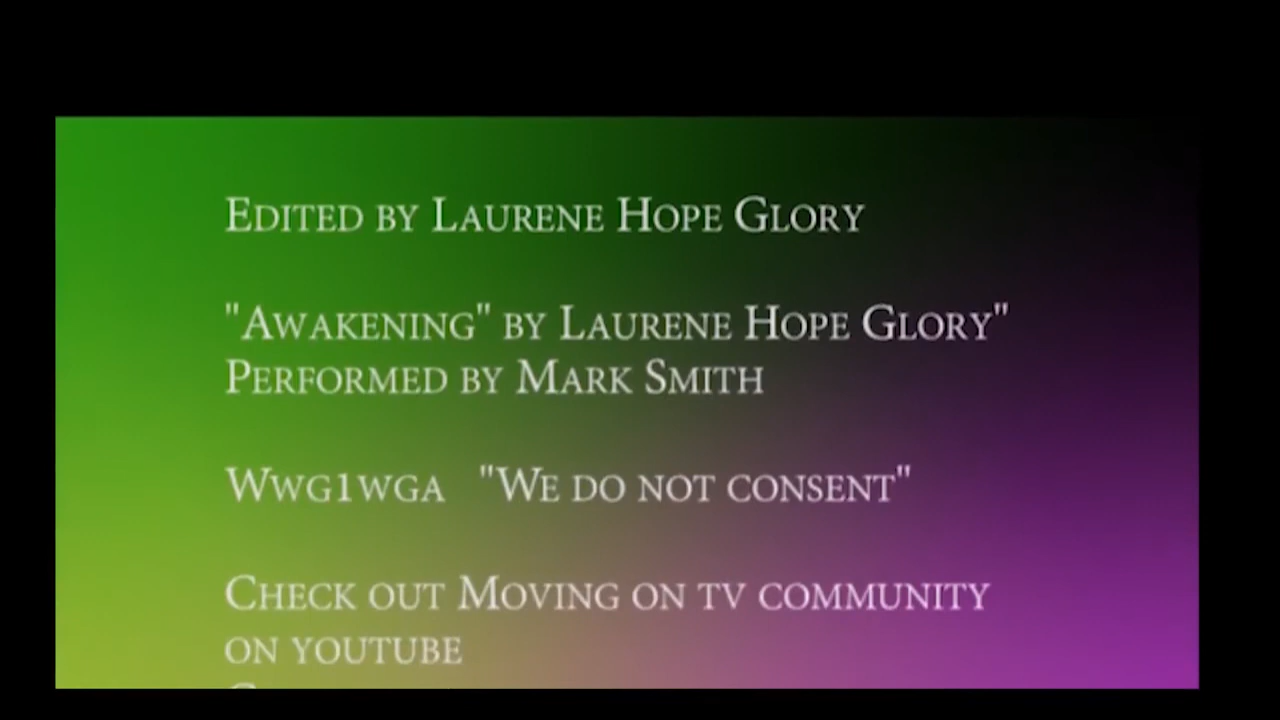 Edited by Laurene Hope Glory
"Awakening" by Laurene Hope Glory"
Performed by Mark Smith
Wwg1wga "We do not consent"
Check out Moving on tv community
on youtube